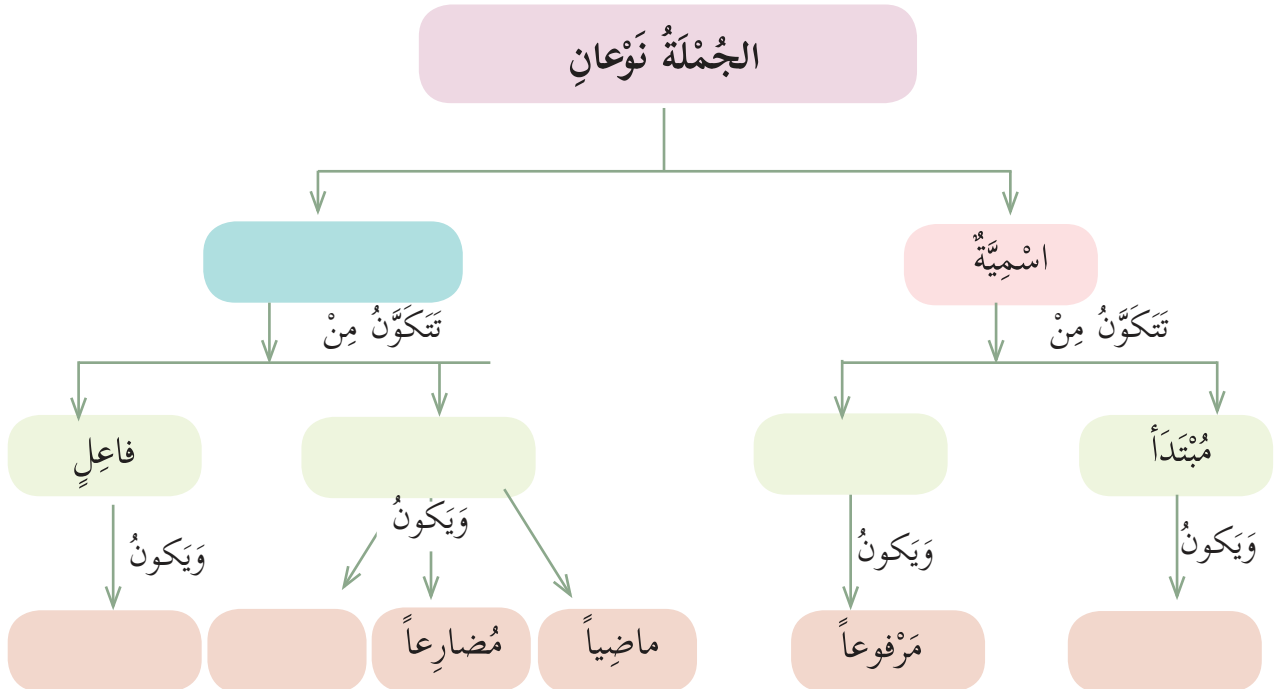 الجُمْلَةُ نَوْعانِ
اسْمِيَّةٌ
تَتَكَوَّنُ مِنْ
تَتَكَوَّنُ مِنْ
مُبْتَدَأ
فاعِلٍ
وَيَكونُ
وَيَكونُ
وَيَكونُ
وَيَكونُ
مَرْفوعاً
ماضِياً
مُضارِعاً